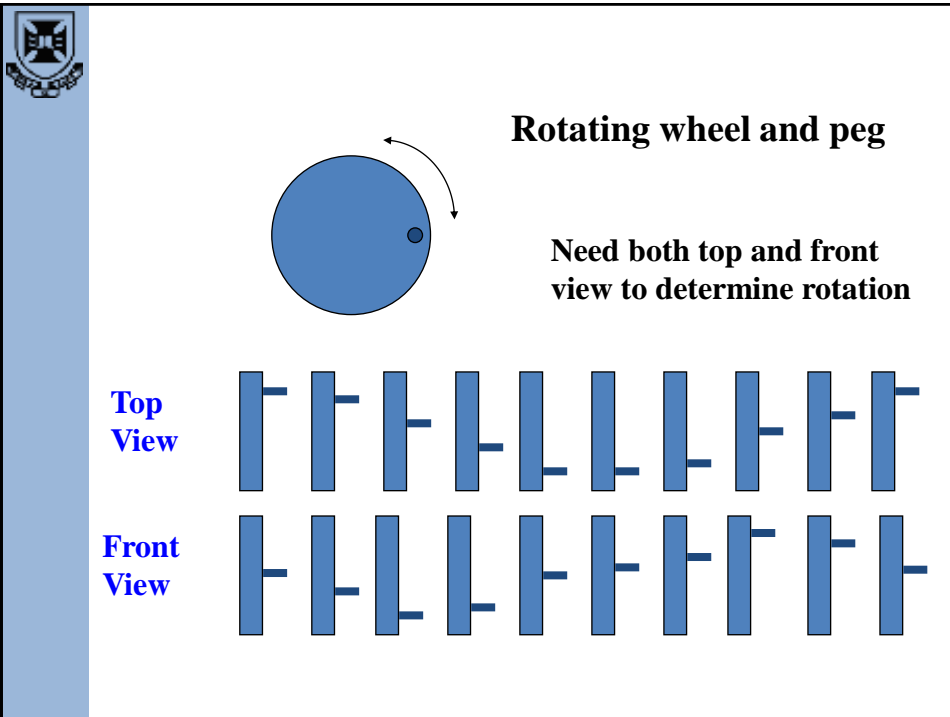 Rotating wheel and peg
Need both top and front
view to determine rotation
Top
View
Front
View